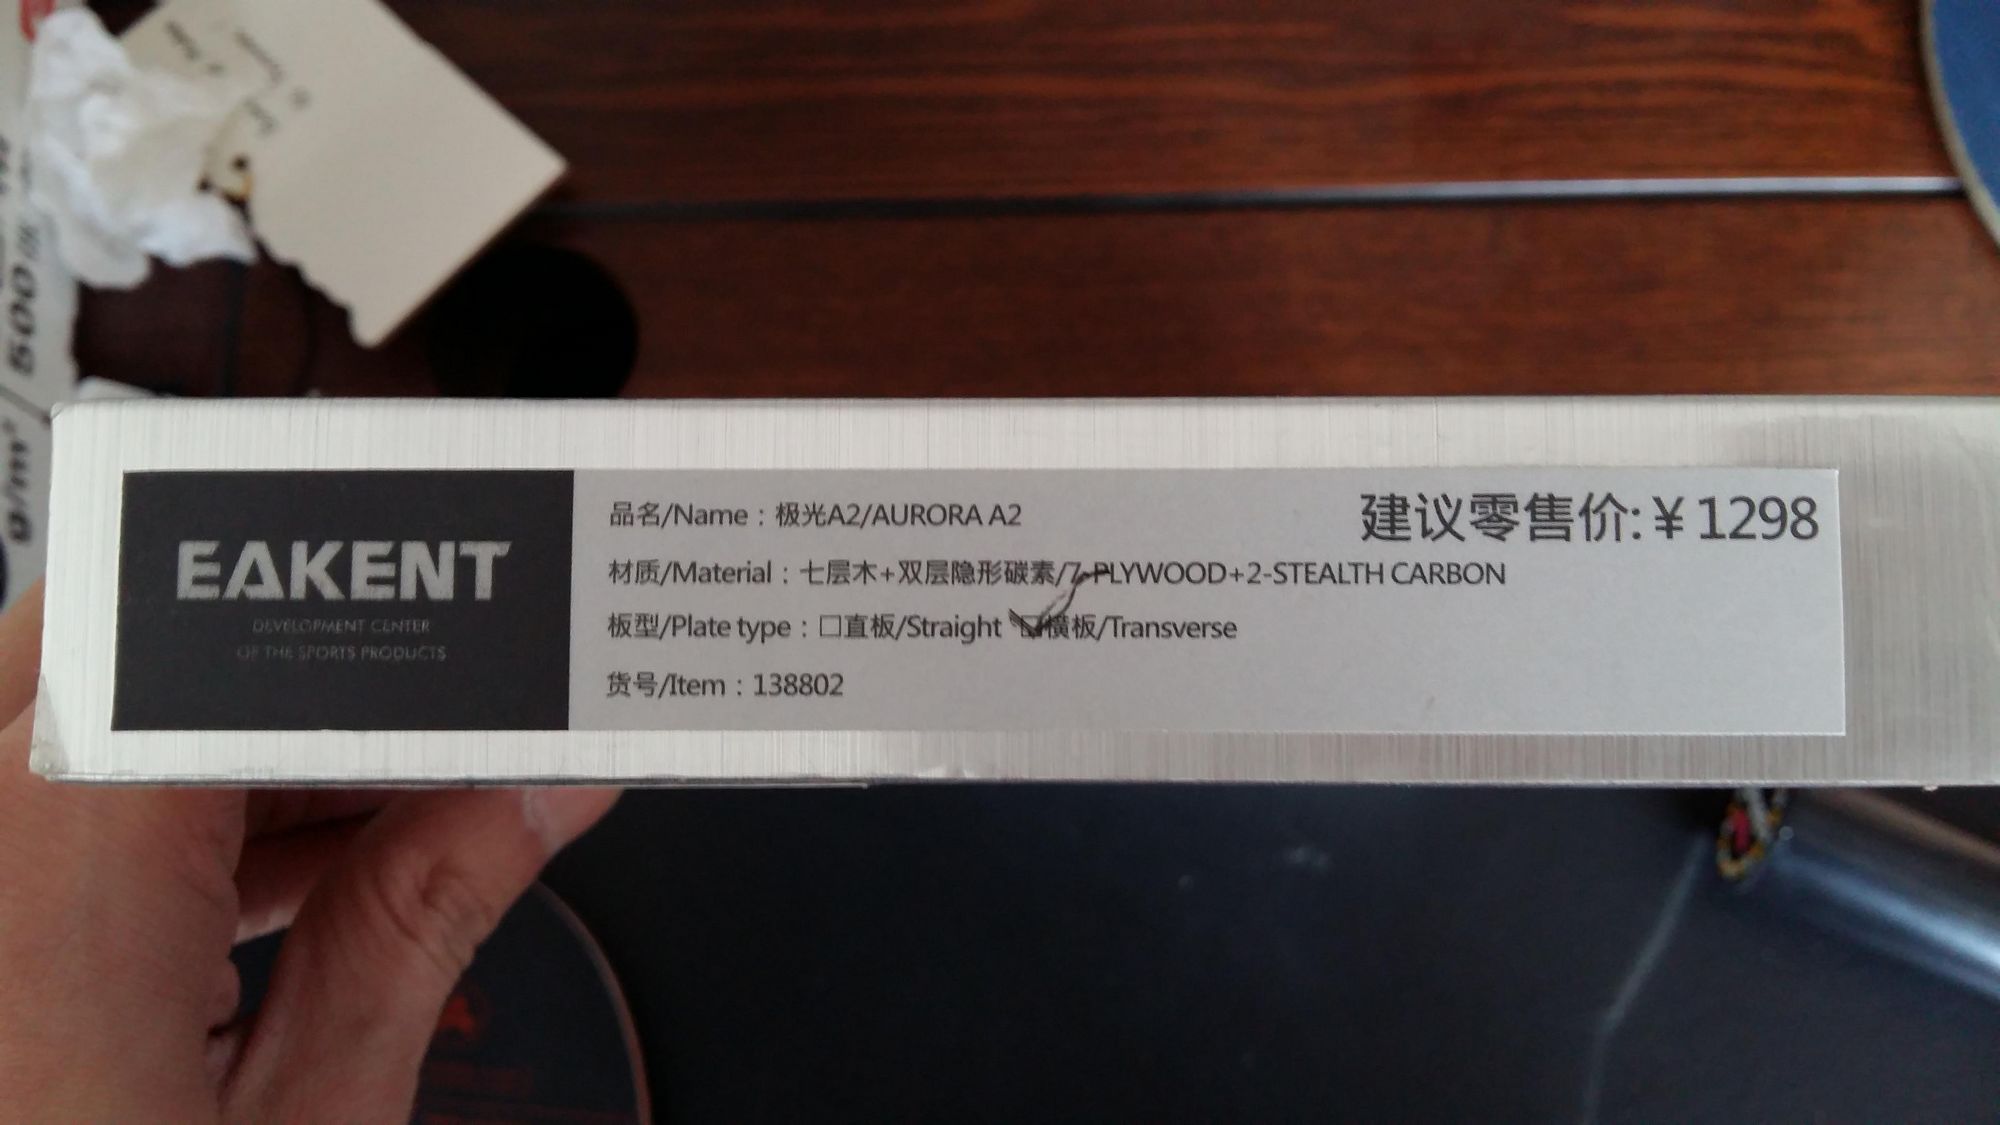 EAKENT
DEVELOPMENT CENTER
OF THE SPORTS PRODUCTS
品名/Name：极光A2/AURORA A2
建议零售价:￥1298
材质/Material：七层木+双层隐形碳素/7-PLYWOOD+2-STEALTH CARBON
板型/Plate type：☐直板/Straight ☑横板/Transverse
货号/Item：138802
500
g/m²